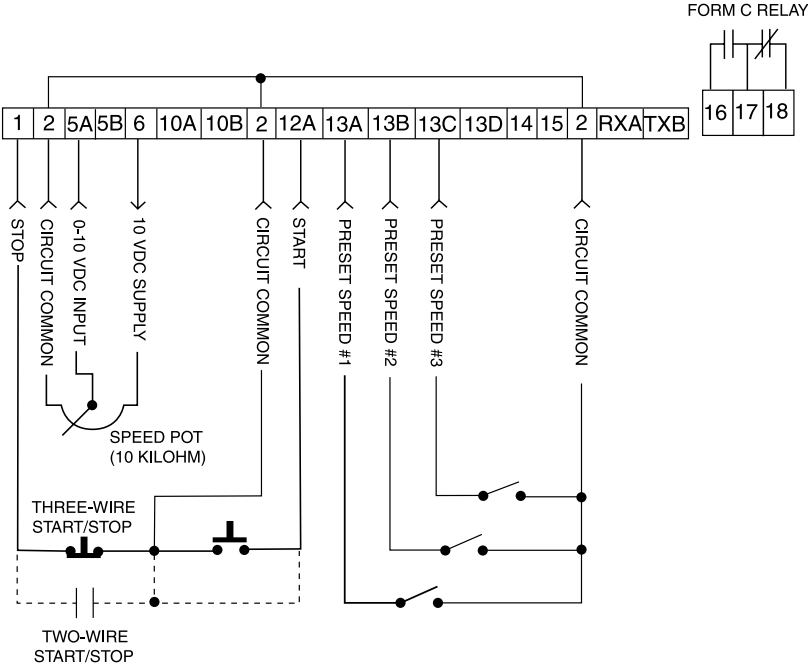 FORM C RELAY
1 2 5A 5B 6 10A 10B 2 12A 13A 13B 13C 13D 14 15 2 RXA TXB
16 17 18
STOP
CIRCUIT COMMON
0-10 VDC INPUT
10 VDC SUPPLY
CIRCUIT COMMON
START
PRESET SPEED #1
PRESET SPEED #2
PRESET SPEED #3
CIRCUIT COMMON
SPEED POT
(10 KILOHM)
THREE-WIRE
START/STOP
TWO-WIRE
START/STOP